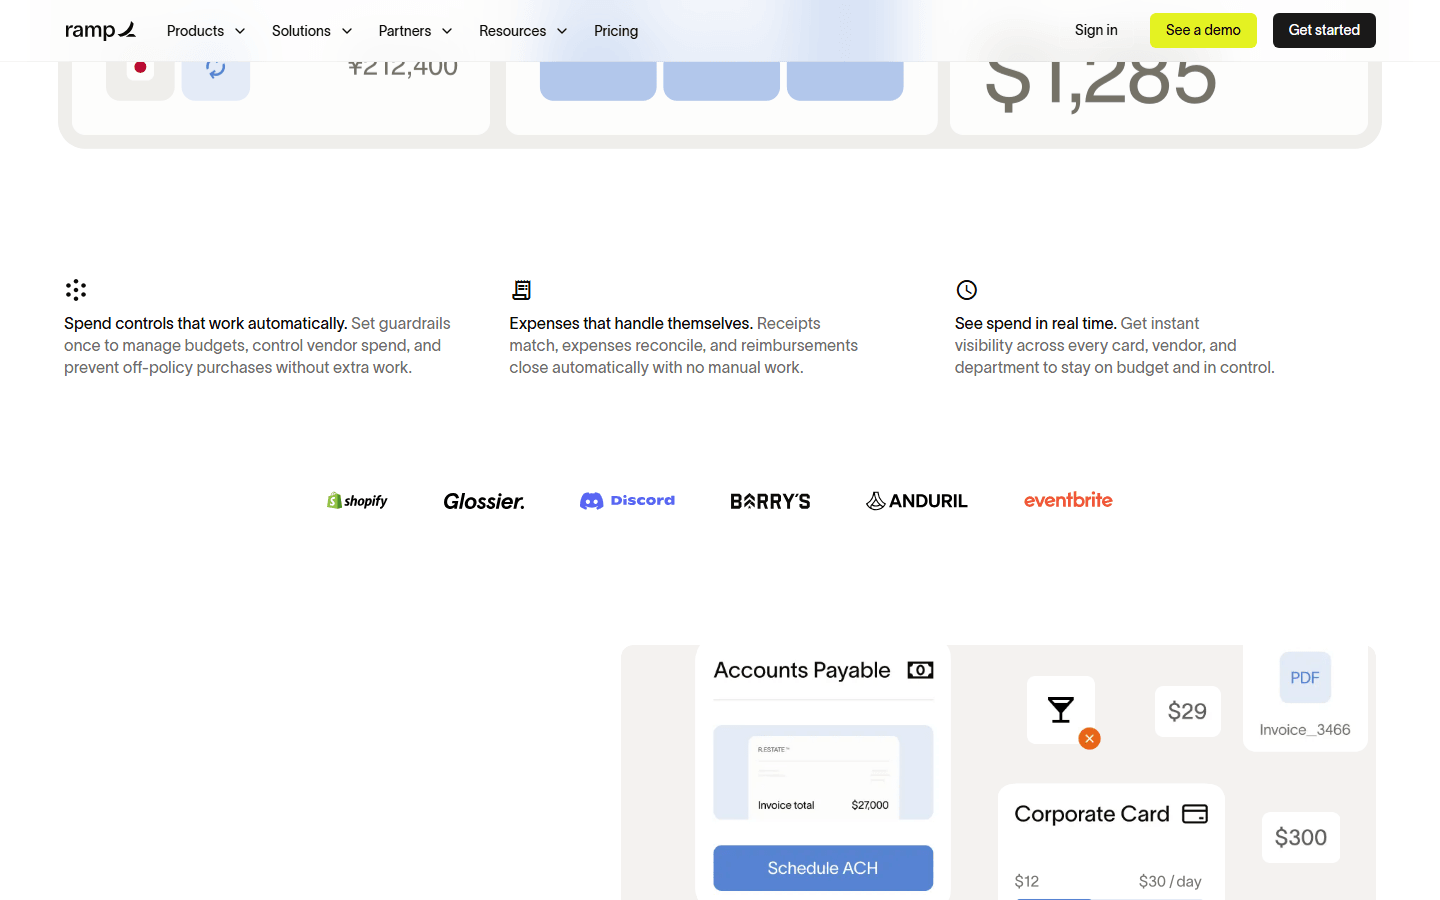 ramp
Products
Solutions
Partners
Resources
Pricing
Sign in
See a demo
Get started
¥212,400
$1,285
Spend controls that work automatically. Set guardrails
once to manage budgets, control vendor spend, and
prevent off-policy purchases without extra work.
Expenses that handle themselves. Receipts
match, expenses reconcile, and reimbursements
close automatically with no manual work.
See spend in real time. Get instant
visibility across every card, vendor, and
department to stay on budget and in control.
shopify
Glossier.
Discord
BARRY'S
ANDURIL
eventbrite
Accounts Payable
R.ESTATE™
Invoice total $27,000
Schedule ACH
$29
PDF
Invoice_3466
Corporate Card
$12
$30 / day
$300